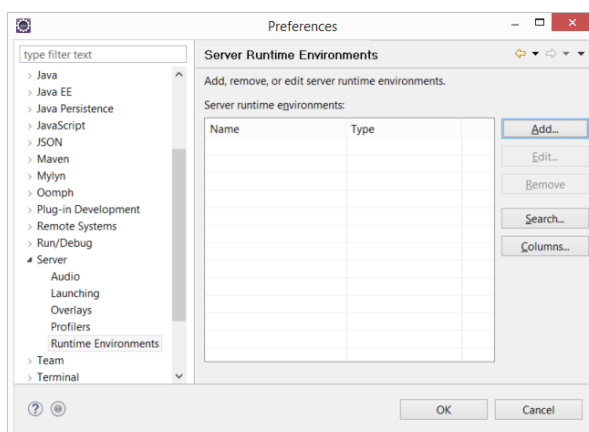 Preferences
type filter text
Java
Java EE
Java Persistence
JavaScript
JSON
Maven
Mylyn
Oomph
Plug-in Development
Remote Systems
Run/Debug
Server
Audio
Launching
Overlays
Profilers
Runtime Environments
Team
Terminal
Server Runtime Environments
Add, remove, or edit server runtime environments.
Server runtime environments:
Name Type
Add...
Edit...
Remove
Search...
Columns...
OK Cancel